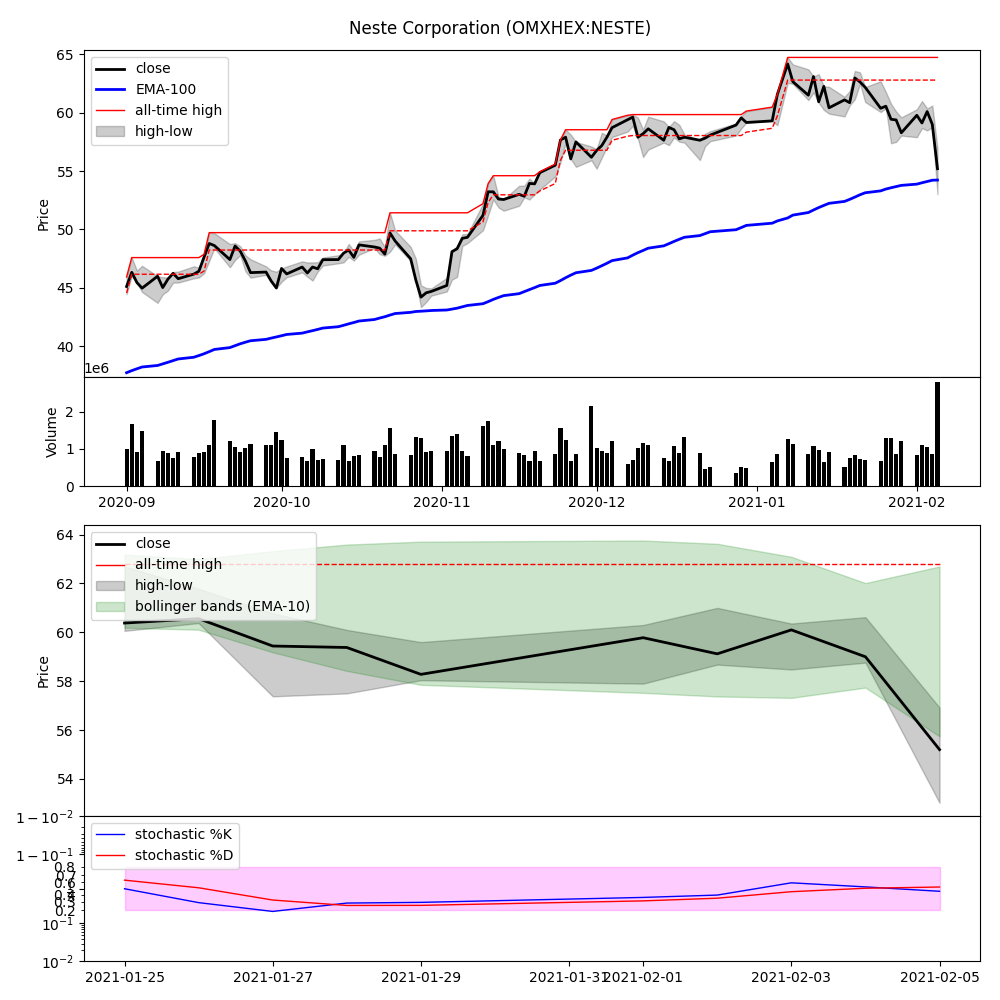 Neste Corporation (OMXHEX:NESTE)
close
EMA-100
all-time high
high-low
Price
65
60
55
50
45
40
1e6
Volume
2
1
0
2020-09 2020-10 2020-11 2020-12 2021-01 2021-02
close
all-time high
high-low
bollinger bands (EMA-10)
Price
64
62
60
58
56
54
stochastic %K
stochastic %D
1 − 10⁻²
1 − 10⁻¹
0.8
0.7
0.6
0.3
0.2
10⁻¹
10⁻²
2021-01-25 2021-01-27 2021-01-29 2021-01-31 2021-02-01 2021-02-03 2021-02-05